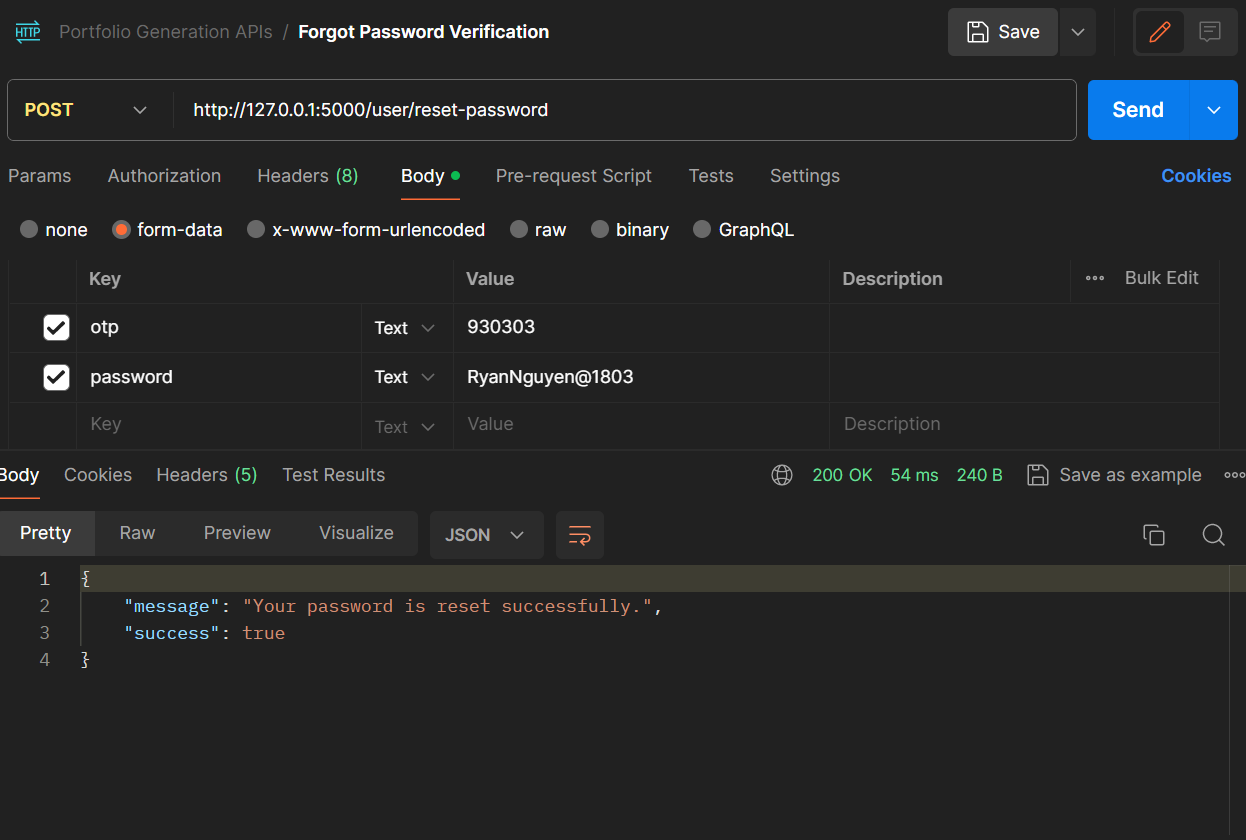 HTTP Portfolio Generation APIs / Forgot Password Verification Save
POST http://127.0.0.1:5000/user/reset-password Send
Params Authorization Headers (8) Body Pre-request Script Tests Settings Cookies
none form-data x-www-form-urlencoded raw binary GraphQL
Key Value Description Bulk Edit
otp Text 930303
password Text RyanNguyen@1803
Key Text Value Description
Body Cookies Headers (5) Test Results 200 OK 54 ms 240 B Save as example
Pretty Raw Preview Visualize JSON
1 {
2 "message": "Your password is reset successfully.",
3 "success": true
4 }